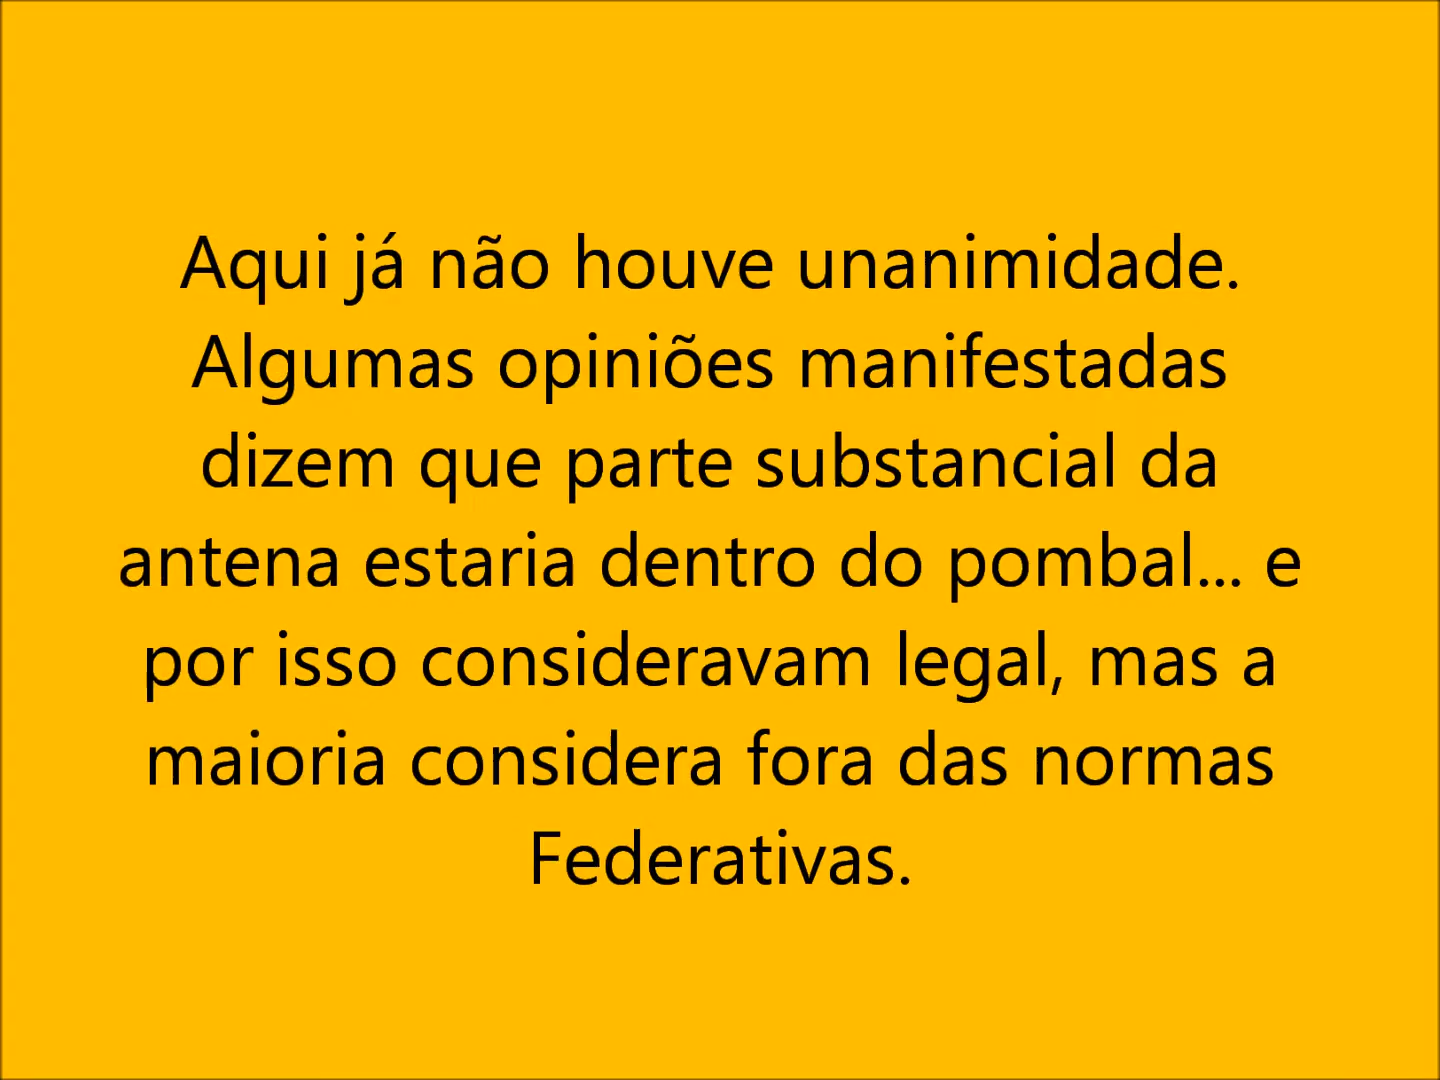 Aqui já não houve unanimidade.
Algumas opiniões manifestadas
dizem que parte substancial da
antena estaria dentro do pombal... e
por isso consideravam legal, mas a
maioria considera fora das normas
Federativas.